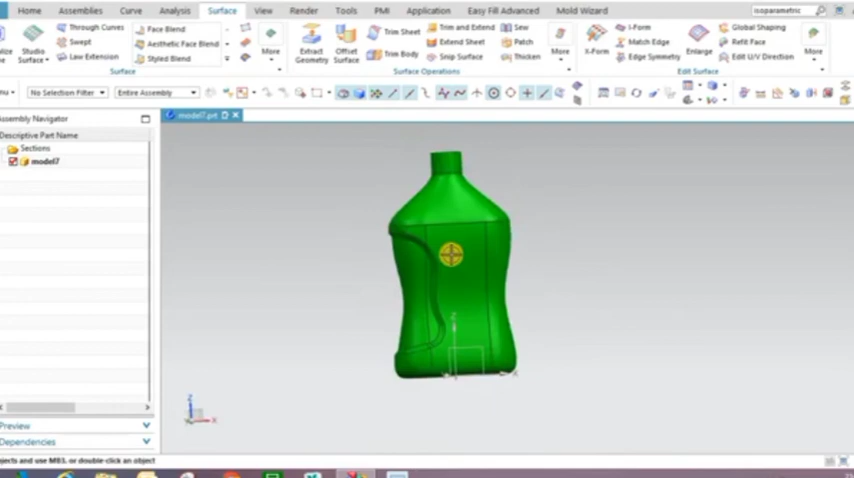 Home Assemblies Curve Analysis Surface View Render Tools PMI Application Easy Fill Advanced Mold Wizard isoparametric
Studio Surface
Through Curves
Swept
Law Extension
Face Blend
Aesthetic Face Blend
Styled Blend
More
Surface
Extract Geometry
Offset Surface
Trim Sheet
Trim Body
Trim and Extend
Extend Sheet
Snip Surface
Sew
Patch
Thicken
More
Surface Operations
X-Form
I-Form
Match Edge
Edge Symmetry
Enlarge
Global Shaping
Refit Face
Edit U/V Direction
More
Edit Surface
No Selection Filter Entire Assembly
ssembly Navigator
model7.prt
Descriptive Part Name
Sections
model7
Z
X
Z
X
Preview
Dependencies
bjects and use MB3, or double-click an object